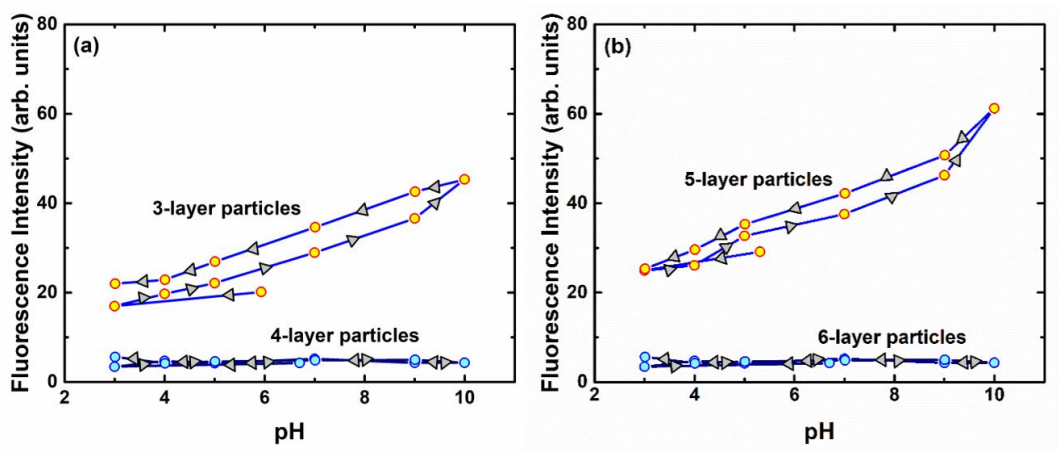 (a)
Fluorescence Intensity (arb. units)
80
60
40
20
0
3-layer particles
4-layer particles
2
4
6
8
10
pH
(b)
Fluorescence Intensity (arb. units)
80
60
40
20
0
5-layer particles
6-layer particles
2
4
6
8
10
pH